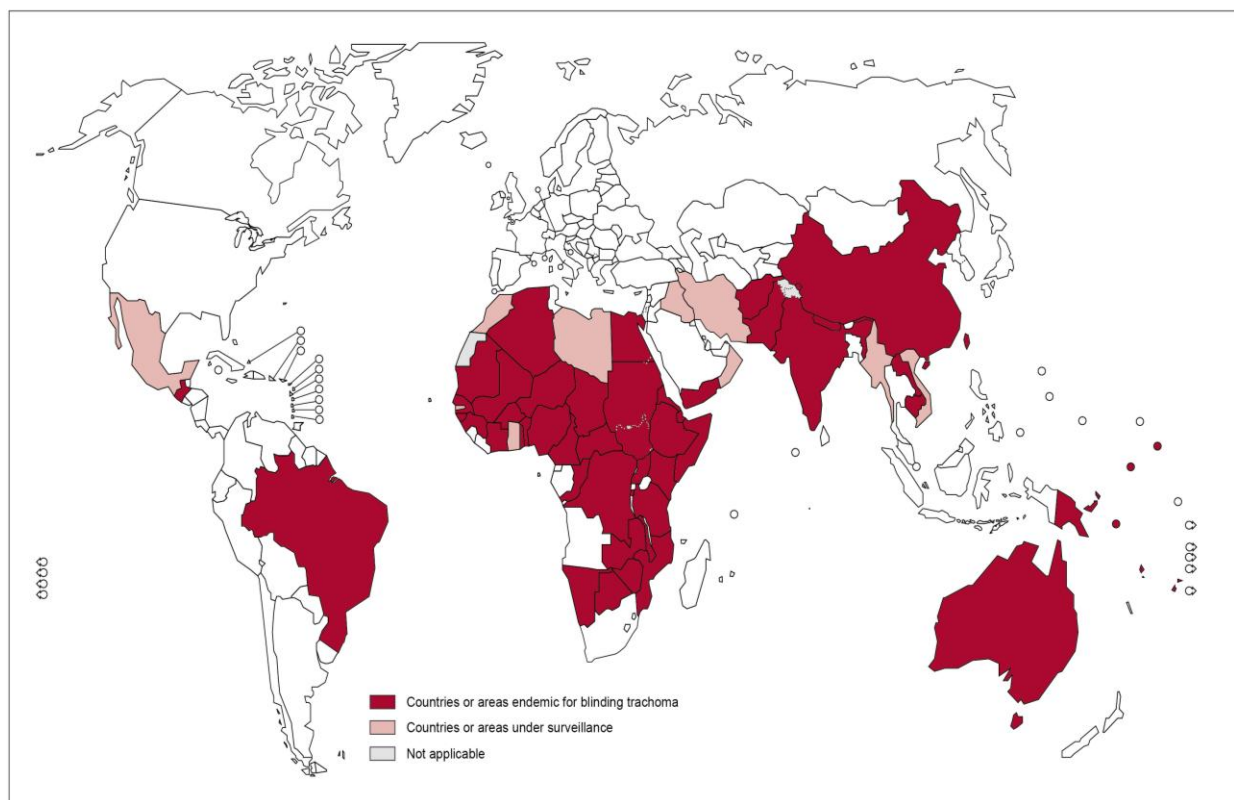 Countries or areas endemic for blinding trachoma
Countries or areas under surveillance
Not applicable